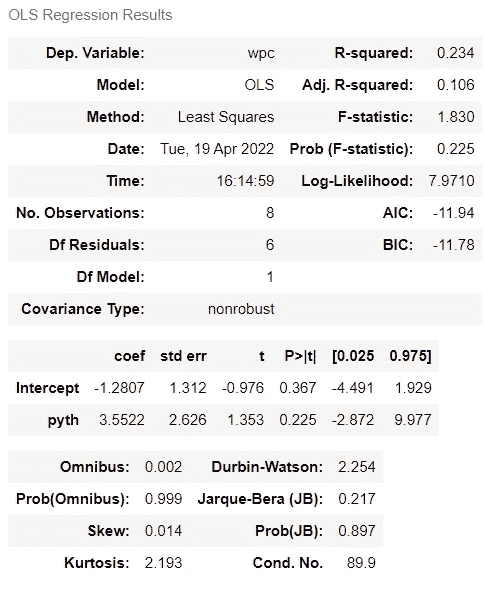 OLS Regression Results
Dep. Variable: wpc R-squared: 0.234
Model: OLS Adj. R-squared: 0.106
Method: Least Squares F-statistic: 1.830
Date: Tue, 19 Apr 2022 Prob (F-statistic): 0.225
Time: 16:14:59 Log-Likelihood: 7.9710
No. Observations: 8 AIC: -11.94
Df Residuals: 6 BIC: -11.78
Df Model: 1
Covariance Type: nonrobust
coef std err t P>|t| [0.025 0.975]
Intercept -1.2807 1.312 -0.976 0.367 -4.491 1.929
pyth 3.5522 2.626 1.353 0.225 -2.872 9.977
Omnibus: 0.002 Durbin-Watson: 2.254
Prob(Omnibus): 0.999 Jarque-Bera (JB): 0.217
Skew: 0.014 Prob(JB): 0.897
Kurtosis: 2.193 Cond. No. 89.9